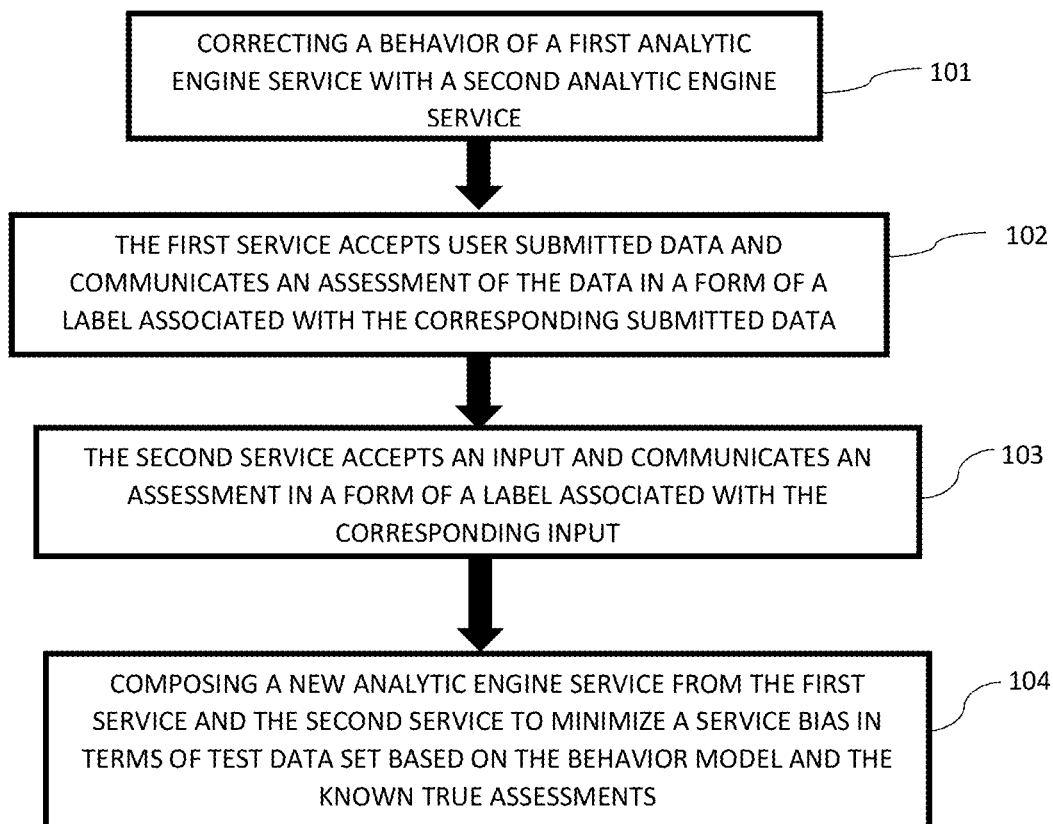 CORRECTING A BEHAVIOR OF A FIRST ANALYTIC
ENGINE SERVICE WITH A SECOND ANALYTIC ENGINE
SERVICE
101
THE FIRST SERVICE ACCEPTS USER SUBMITTED DATA AND
COMMUNICATES AN ASSESSMENT OF THE DATA IN A FORM OF A
LABEL ASSOCIATED WITH THE CORRESPONDING SUBMITTED DATA
102
THE SECOND SERVICE ACCEPTS AN INPUT AND COMMUNICATES AN
ASSESSMENT IN A FORM OF A LABEL ASSOCIATED WITH THE
CORRESPONDING INPUT
103
COMPOSING A NEW ANALYTIC ENGINE SERVICE FROM THE FIRST
SERVICE AND THE SECOND SERVICE TO MINIMIZE A SERVICE BIAS IN
TERMS OF TEST DATA SET BASED ON THE BEHAVIOR MODEL AND THE
KNOWN TRUE ASSESSMENTS
104